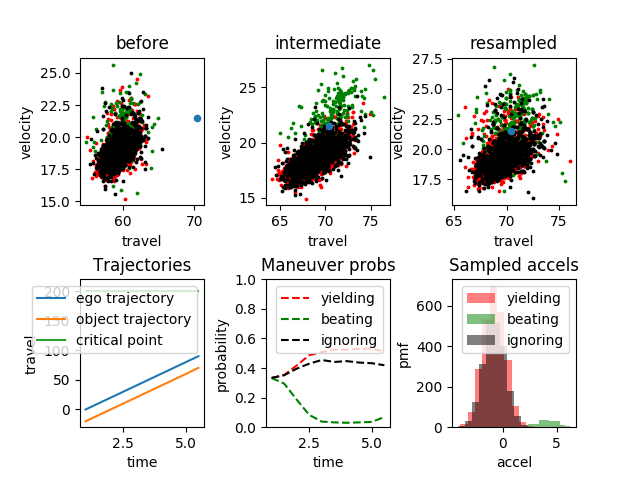 before
intermediate
resampled
velocity
25.0
22.5
20.0
17.5
15.0
60
70
travel
velocity
25
20
15
65
70
75
travel
velocity
27.5
25.0
22.5
20.0
17.5
65
70
75
travel
Trajectories
Maneuver probs
Sampled accels
travel
200
150
100
50
0
ego trajectory
object trajectory
critical point
2.5
5.0
time
probability
1.0
0.8
0.6
0.4
0.2
0.0
yielding
beating
ignoring
2.5
5.0
time
pmf
600
400
200
0
yielding
beating
ignoring
0
5
accel